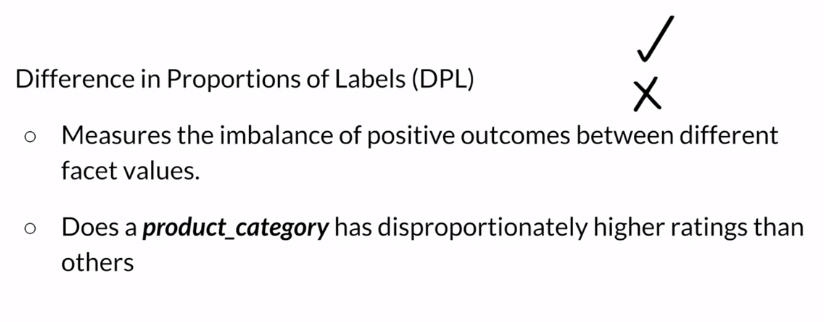 Difference in Proportions of Labels (DPL)
○ Measures the imbalance of positive outcomes between different
facet values.
○ Does a product_category has disproportionately higher ratings than
others